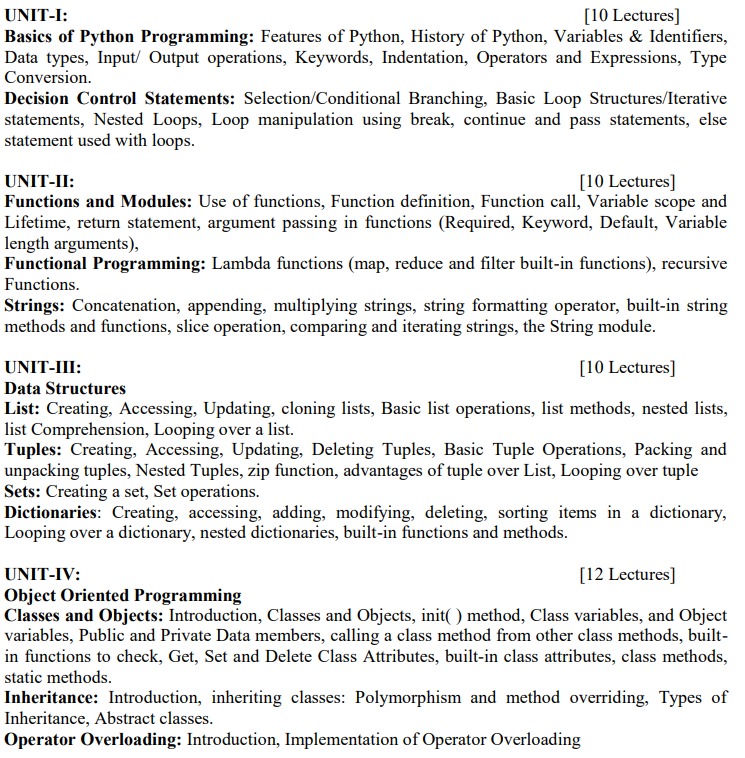 UNIT-I: [10 Lectures]
Basics of Python Programming: Features of Python, History of Python, Variables & Identifiers,
Data types, Input/ Output operations, Keywords, Indentation, Operators and Expressions, Type
Conversion.
Decision Control Statements: Selection/Conditional Branching, Basic Loop Structures/Iterative
statements, Nested Loops, Loop manipulation using break, continue and pass statements, else
statement used with loops.
UNIT-II: [10 Lectures]
Functions and Modules: Use of functions, Function definition, Function call, Variable scope and
Lifetime, return statement, argument passing in functions (Required, Keyword, Default, Variable
length arguments),
Functional Programming: Lambda functions (map, reduce and filter built-in functions), recursive
Functions.
Strings: Concatenation, appending, multiplying strings, string formatting operator, built-in string
methods and functions, slice operation, comparing and iterating strings, the String module.
UNIT-III: [10 Lectures]
Data Structures
List: Creating, Accessing, Updating, cloning lists, Basic list operations, list methods, nested lists,
list Comprehension, Looping over a list.
Tuples: Creating, Accessing, Updating, Deleting Tuples, Basic Tuple Operations, Packing and
unpacking tuples, Nested Tuples, zip function, advantages of tuple over List, Looping over tuple
Sets: Creating a set, Set operations.
Dictionaries: Creating, accessing, adding, modifying, deleting, sorting items in a dictionary,
Looping over a dictionary, nested dictionaries, built-in functions and methods.
UNIT-IV: [12 Lectures]
Object Oriented Programming
Classes and Objects: Introduction, Classes and Objects, init( ) method, Class variables, and Object
variables, Public and Private Data members, calling a class method from other class methods, built-
in functions to check, Get, Set and Delete Class Attributes, built-in class attributes, class methods,
static methods.
Inheritance: Introduction, inheriting classes: Polymorphism and method overriding, Types of
Inheritance, Abstract classes.
Operator Overloading: Introduction, Implementation of Operator Overloading